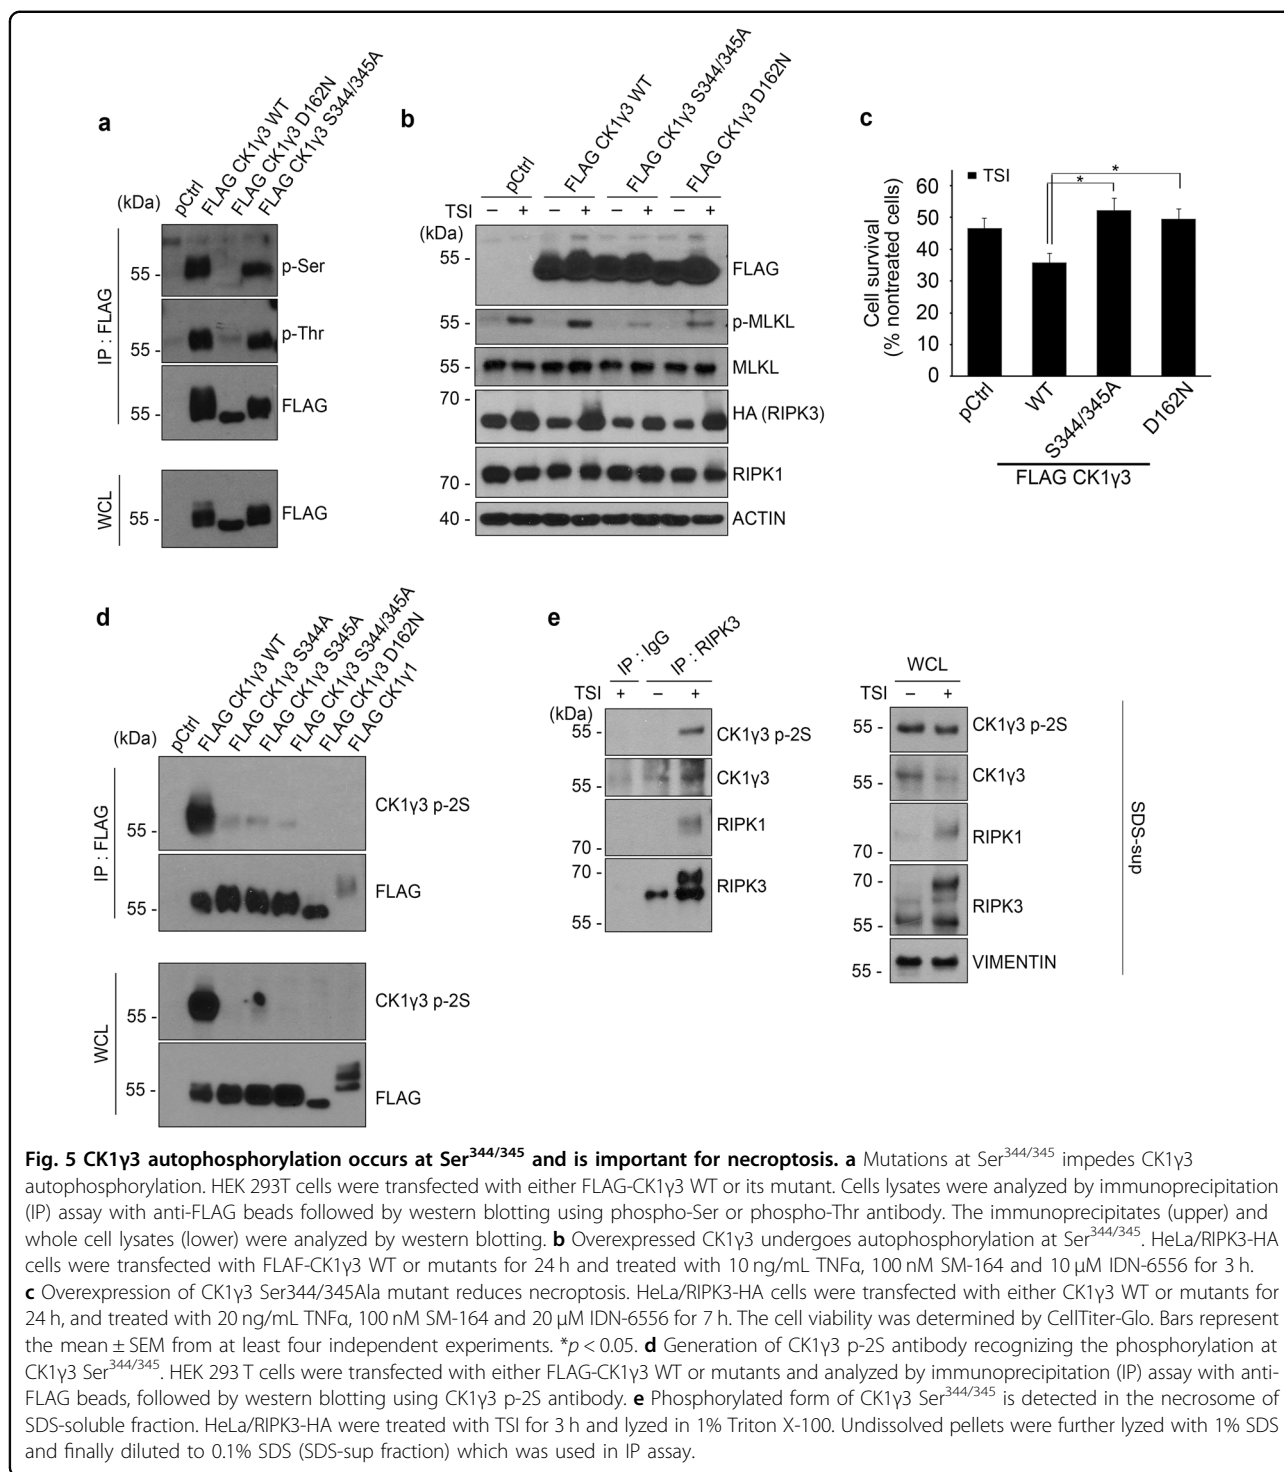 a
(kDa)
pCtrl
FLAG CK1γ3 WT
FLAG CK1γ3 D162N
FLAG CK1γ3 S344/345A
IP : FLAG
55 -
p-Ser
55 -
p-Thr
55 -
FLAG
WCL
55 -
FLAG
b
pCtrl
FLAG CK1γ3 WT
FLAG CK1γ3 S344/345A
FLAG CK1γ3 D162N
TSI – + – + – + – +
(kDa)
55 -
FLAG
55 -
p-MLKL
55 -
MLKL
70 -
HA (RIPK3)
70 -
RIPK1
40 -
ACTIN
c
TSI
* *
Cell survival
(% nontreated cells)
60
50
40
30
20
10
0
pCtrl
WT
S344/345A
D162N
FLAG CK1γ3
d
(kDa)
pCtrl
FLAG CK1γ3 WT
FLAG CK1γ3 S344A
FLAG CK1γ3 S345A
FLAG CK1γ3 S344/345A
FLAG CK1γ3 D162N
FLAG CK1γ1
IP : FLAG
CK1γ3 p-2S
55 -
55 -
FLAG
WCL
CK1γ3 p-2S
55 -
55 -
FLAG
e
IP : IgG
IP : RIPK3
TSI + – +
(kDa)
55 -
CK1γ3 p-2S
55 -
CK1γ3
RIPK1
70 -
70 -
RIPK3
55 -
WCL
TSI – +
55 -
CK1γ3 p-2S
55 -
CK1γ3
RIPK1
70 -
70 -
RIPK3
55 -
VIMENTIN
55 -
SDS-sup
Fig. 5 CK1γ3 autophosphorylation occurs at Ser344/345 and is important for necroptosis. a Mutations at Ser344/345 impedes CK1γ3
autophosphorylation. HEK 293T cells were transfected with either FLAG-CK1γ3 WT or its mutant. Cells lysates were analyzed by immunoprecipitation
(IP) assay with anti-FLAG beads followed by western blotting using phospho-Ser or phospho-Thr antibody. The immunoprecipitates (upper) and
whole cell lysates (lower) were analyzed by western blotting. b Overexpressed CK1γ3 undergoes autophosphorylation at Ser344/345. HeLa/RIPK3-HA
cells were transfected with FLAF-CK1γ3 WT or mutants for 24 h and treated with 10 ng/mL TNFα, 100 nM SM-164 and 10 μM IDN-6556 for 3 h.
c Overexpression of CK1γ3 Ser344/345Ala mutant reduces necroptosis. HeLa/RIPK3-HA cells were transfected with either CK1γ3 WT or mutants for
24 h, and treated with 20 ng/mL TNFα, 100 nM SM-164 and 20 μM IDN-6556 for 7 h. The cell viability was determined by CellTiter-Glo. Bars represent
the mean ± SEM from at least four independent experiments. *p < 0.05. d Generation of CK1γ3 p-2S antibody recognizing the phosphorylation at
CK1γ3 Ser344/345. HEK 293 T cells were transfected with either FLAG-CK1γ3 WT or mutants and analyzed by immunoprecipitation (IP) assay with anti-
FLAG beads, followed by western blotting using CK1γ3 p-2S antibody. e Phosphorylated form of CK1γ3 Ser344/345 is detected in the necrosome of
SDS-soluble fraction. HeLa/RIPK3-HA were treated with TSI for 3 h and lyzed in 1% Triton X-100. Undissolved pellets were further lyzed with 1% SDS
and finally diluted to 0.1% SDS (SDS-sup fraction) which was used in IP assay.